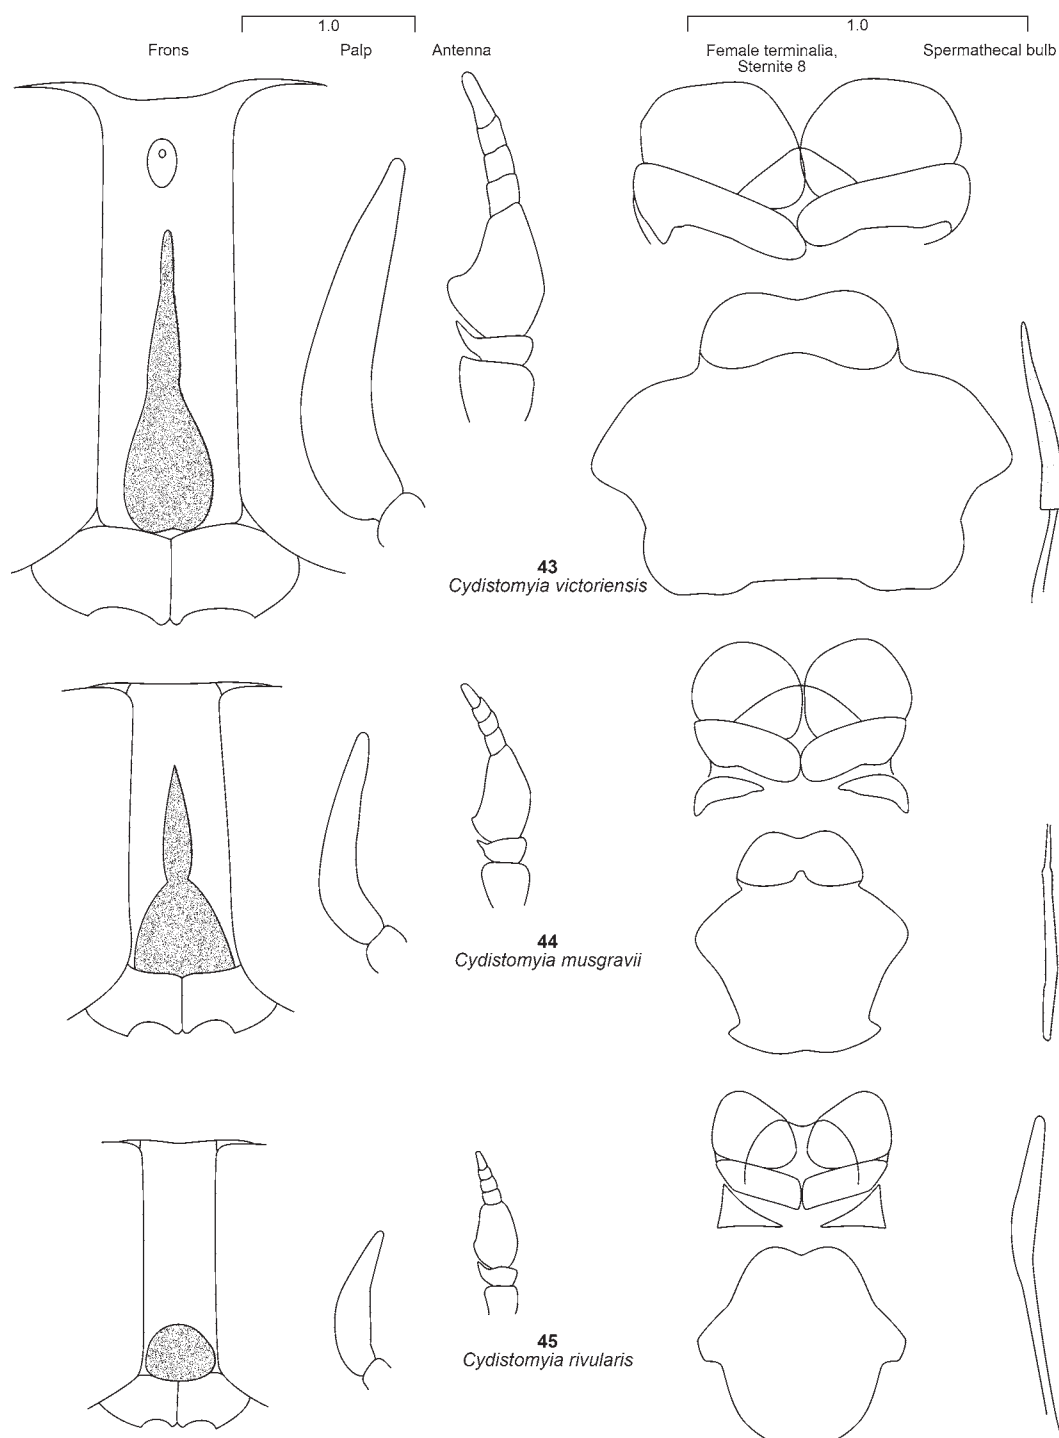 1.0
1.0
Frons
Palp
Antenna
Female terminalia,
Sternite 8
Spermathecal bulb
43
Cydistomyia victoriensis
44
Cydistomyia musgravii
45
Cydistomyia rivularis